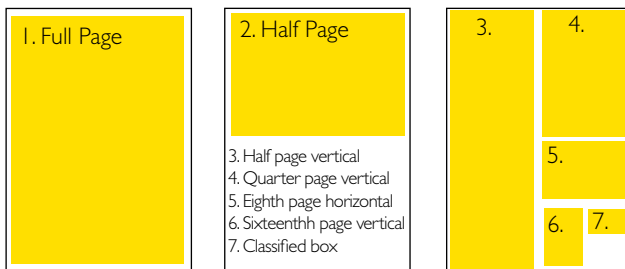 1. Full Page
2. Half Page
3. Half page vertical
4. Quarter page vertical
5. Eighth page horizontal
6. Sixteenthh page vertical
7. Classified box
3.
4.
5.
6.
7.